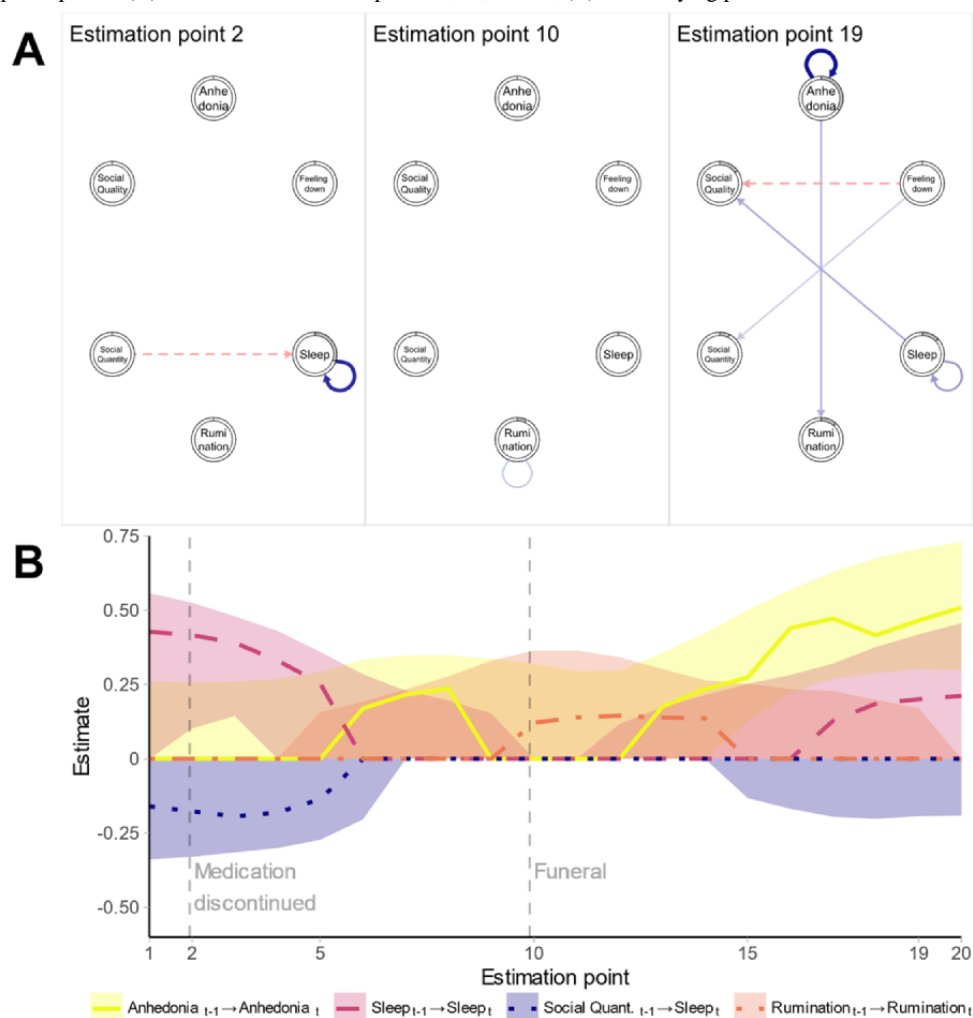 A
Estimation point 2
Estimation point 10
Estimation point 19
Anhe
donia
Social
Quality
Feeling
down
Social
Quantity
Sleep
Rumi
nation
Anhe
donia
Social
Quality
Feeling
down
Social
Quantity
Sleep
Rumi
nation
Anhe
donia
Social
Quality
Feeling
down
Social
Quantity
Sleep
Rumi
nation
B
0.75
0.50
0.25
0
-0.25
-0.50
Estimate
Medication
discontinued
Funeral
1 2 5 10 15 19 20
Estimation point
Anhedonia t-1→Anhedonia t
Sleep t-1→Sleep t
Social Quant. t-1→Sleep t
Rumination t-1→Rumination t